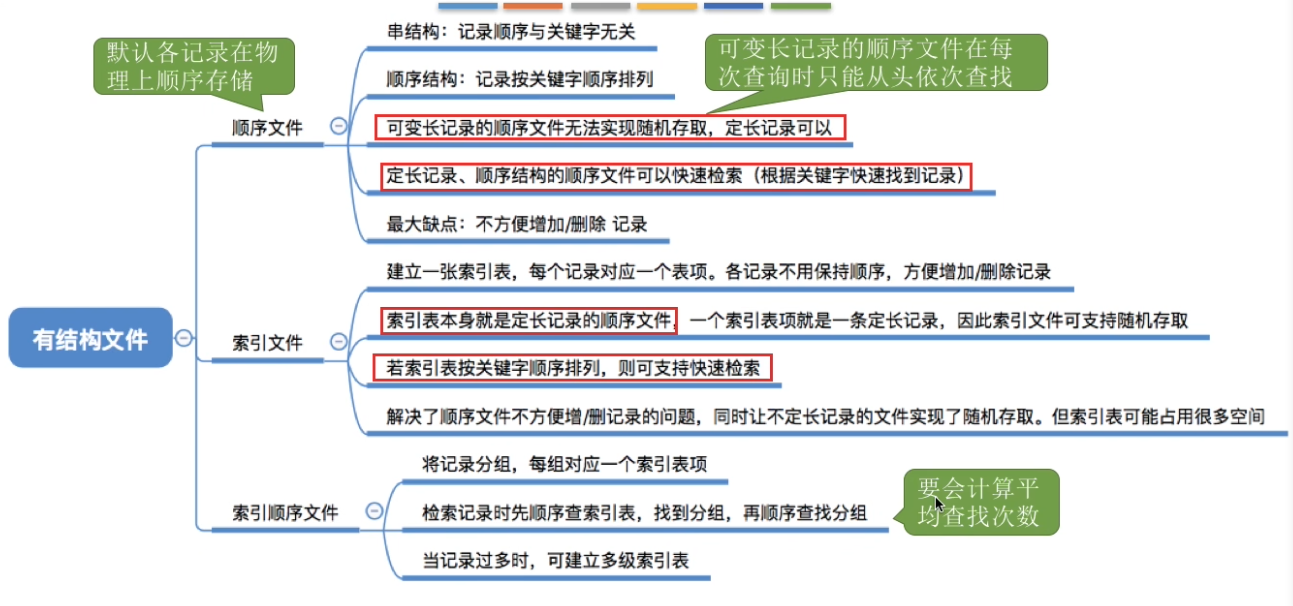 串结构：记录顺序与关键字无关
默认各记录在物
理上顺序存储
可变长记录的顺序文件在每
次查询时只能从头依次查找
顺序结构：记录按关键字顺序排列
顺序文件
可变长记录的顺序文件无法实现随机存取，定长记录可以
定长记录、顺序结构的顺序文件可以快速检索（根据关键字快速找到记录）
最大缺点：不方便增加/删除 记录
建立一张索引表，每个记录对应一个表项。各记录不用保持顺序，方便增加/删除记录
有结构文件
索引文件
索引表本身就是定长记录的顺序文件，一个索引表项就是一条定长记录，因此索引文件可支持随机存取
若索引表按关键字顺序排列，则可支持快速检索
解决了顺序文件不方便增/删记录的问题，同时让不定长记录的文件实现了随机存取。但索引表可能占用很多空间
将记录分组，每组对应一个索引表项
索引顺序文件
检索记录时先顺序查索引表，找到分组，再顺序查找分组
要会计算平
均查找次数
当记录过多时，可建立多级索引表